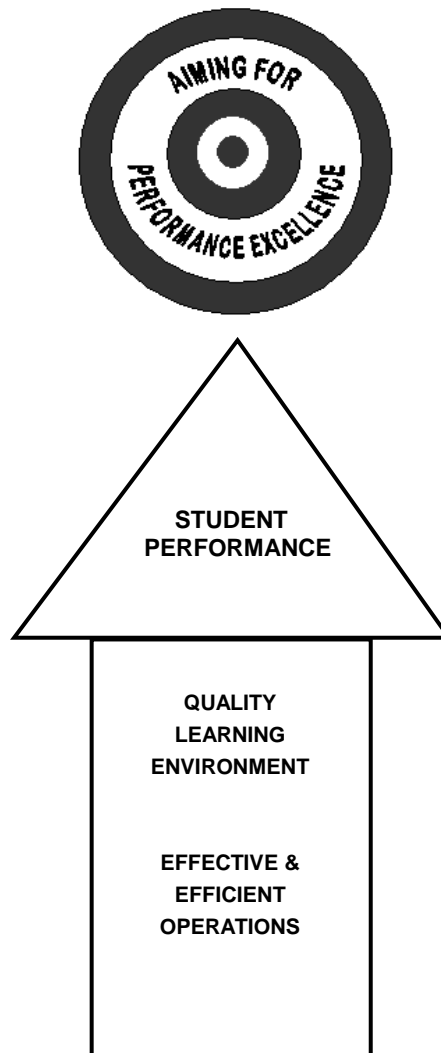 AIMING FOR
PERFORMANCE EXCELLENCE
STUDENT
PERFORMANCE
QUALITY
LEARNING
ENVIRONMENT
EFFECTIVE &
EFFICIENT
OPERATIONS